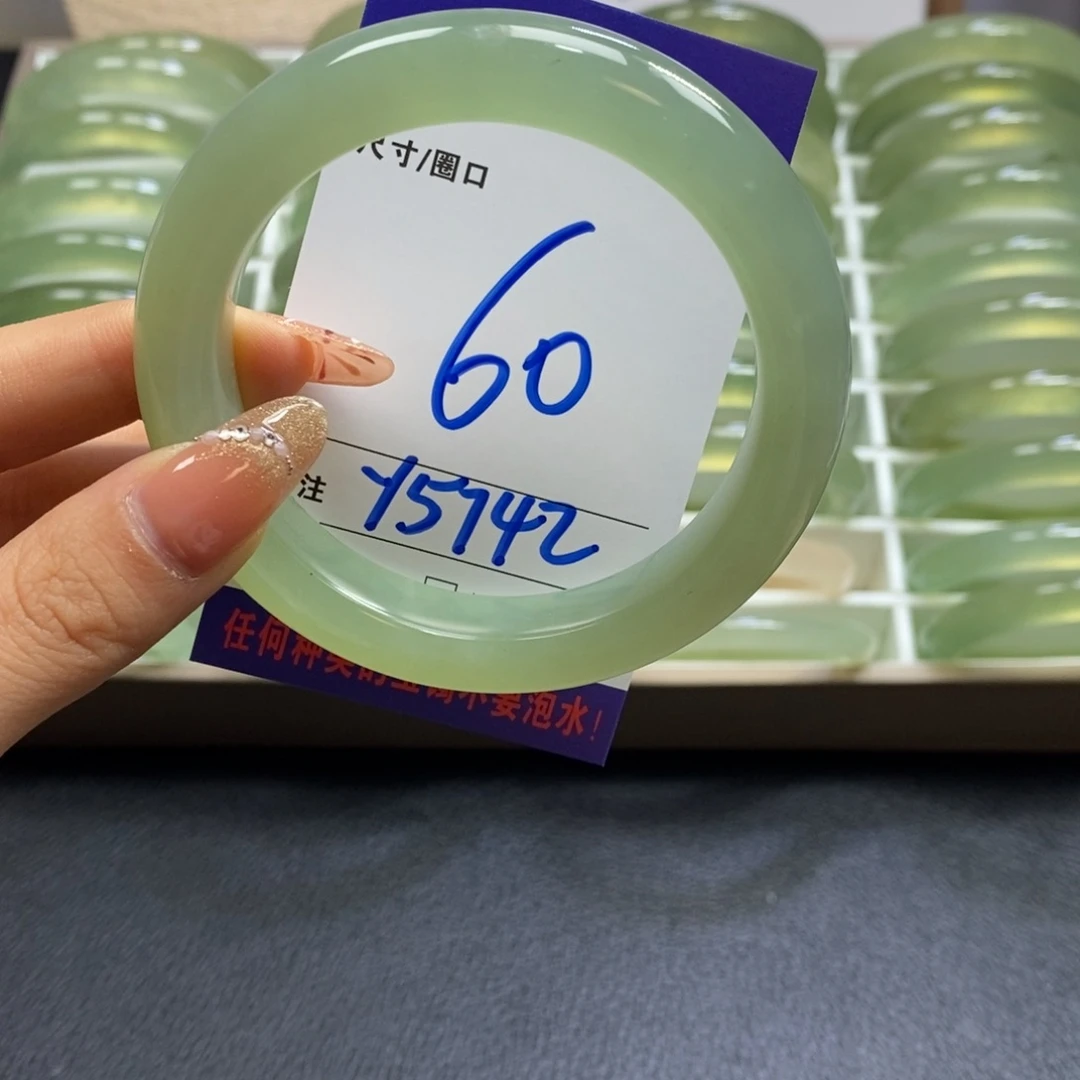 尺寸/圈口
60
注 Y5742
任何种类的玉镯不要泡水！